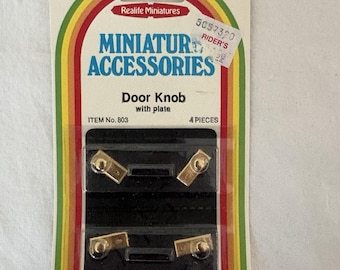 Realife Miniatures
MINIATURE
ACCESSORIES
RIDER'S
Door Knob
with plate
ITEM No. 803
4 PIECES